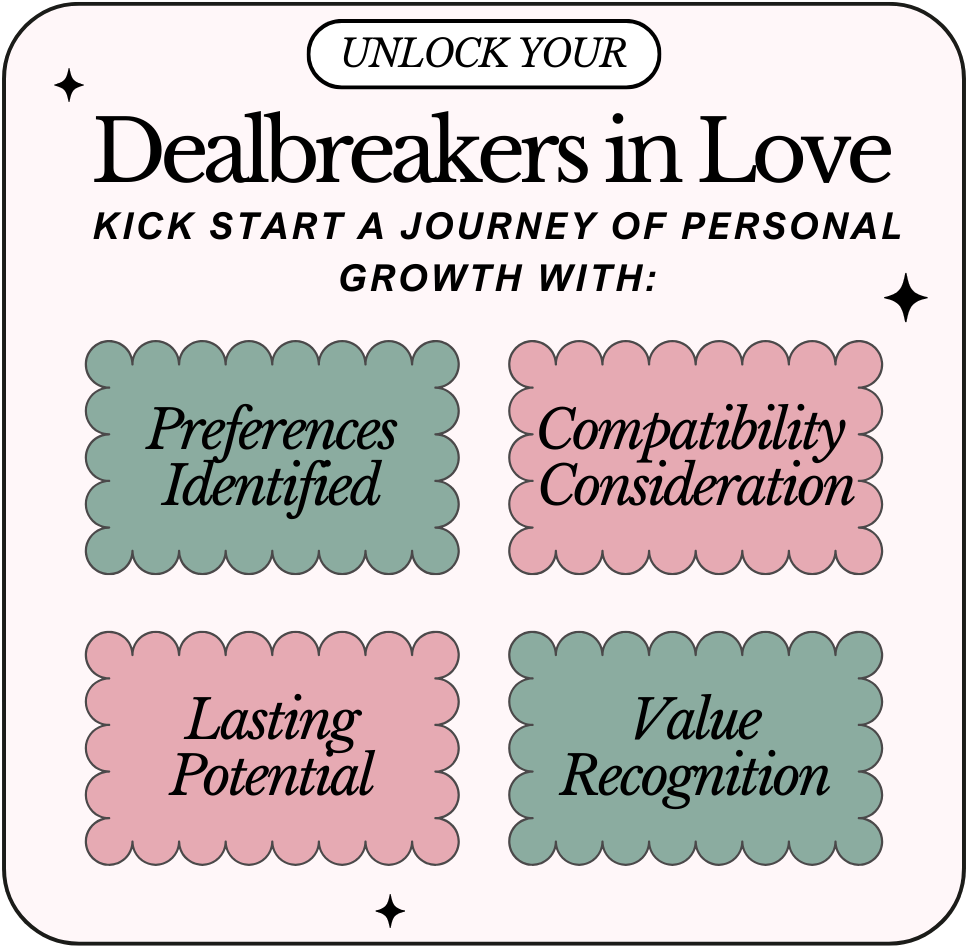 UNLOCK YOUR
Dealbreakers in Love
KICK START A JOURNEY OF PERSONAL
GROWTH WITH:
Preferences
Identified
Compatibility
Consideration
Lasting
Potential
Value
Recognition